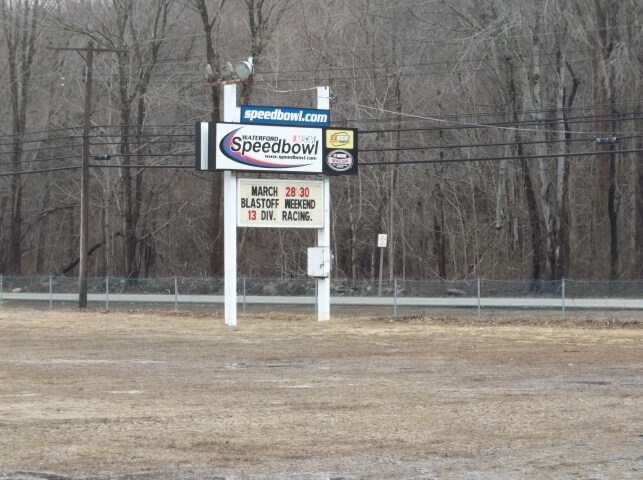 speedbowl.com
WATERFORD
Speedbowl
www.speedbowl.com
MARCH 28 30
BLASTOFF WEEKEND
13 DIV. RACING.